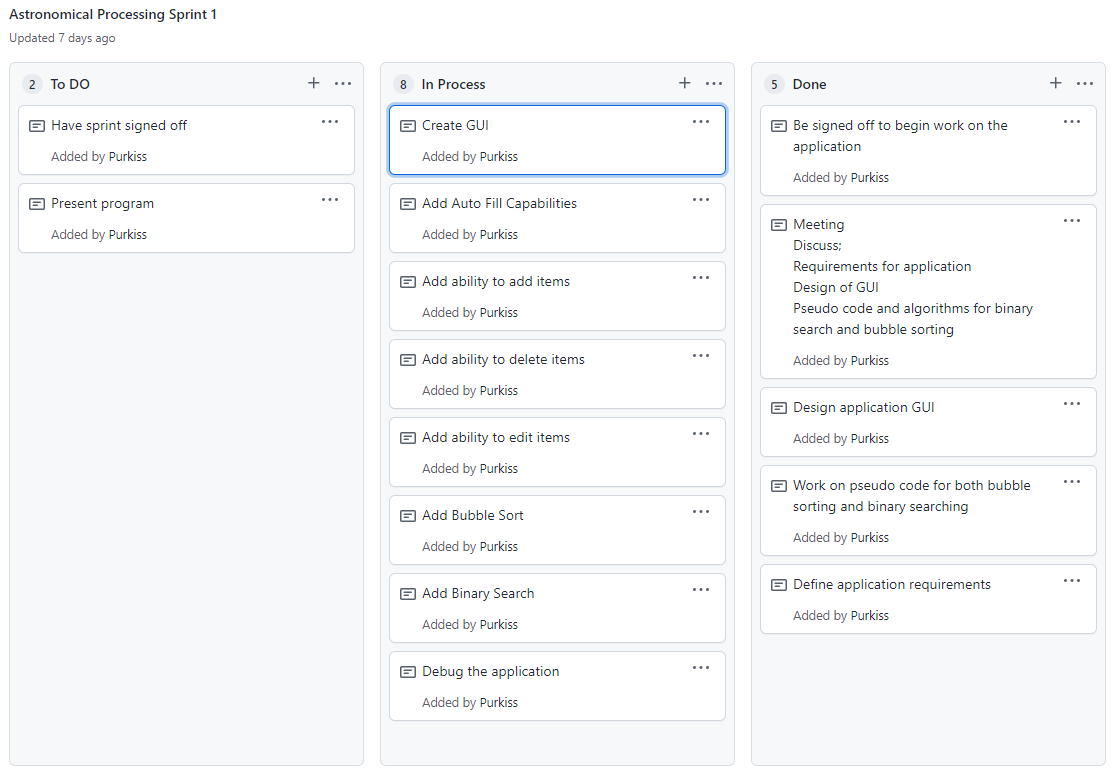 Astronomical Processing Sprint 1
Updated 7 days ago
2 To DO
Have sprint signed off
Added by Purkiss
Present program
Added by Purkiss
8 In Process
Create GUI
Added by Purkiss
Add Auto Fill Capabilities
Added by Purkiss
Add ability to add items
Added by Purkiss
Add ability to delete items
Added by Purkiss
Add ability to edit items
Added by Purkiss
Add Bubble Sort
Added by Purkiss
Add Binary Search
Added by Purkiss
Debug the application
Added by Purkiss
5 Done
Be signed off to begin work on the
application
Added by Purkiss
Meeting
Discuss;
Requirements for application
Design of GUI
Pseudo code and algorithms for binary
search and bubble sorting
Added by Purkiss
Design application GUI
Added by Purkiss
Work on pseudo code for both bubble
sorting and binary searching
Added by Purkiss
Define application requirements
Added by Purkiss